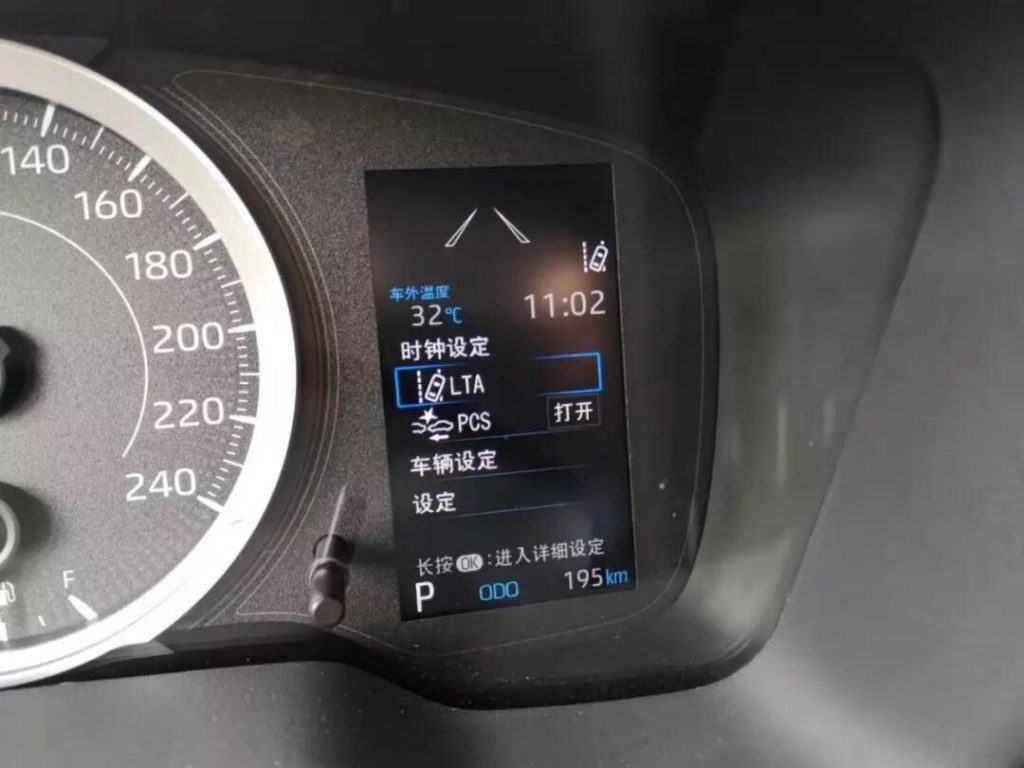 140
160
180
200
220
240
F
车外温度
32℃
11:02
时钟设定
LTA
PCS 打开
车辆设定
设定
长按OK:进入详细设定
P ODO 195km